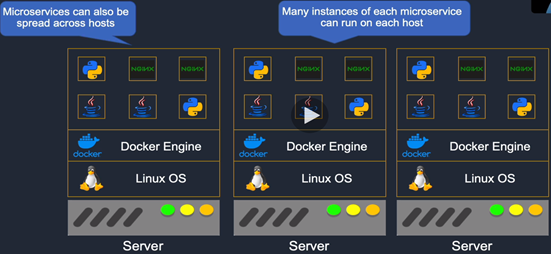 Microservices can also be
spread across hosts
Many instances of each microservice
can run on each host
NGINX
NGINX
NGINX
NGINX
NGINX
NGINX
docker
Docker Engine
docker
Docker Engine
docker
Docker Engine
Linux OS
Linux OS
Linux OS
Server
Server
Server